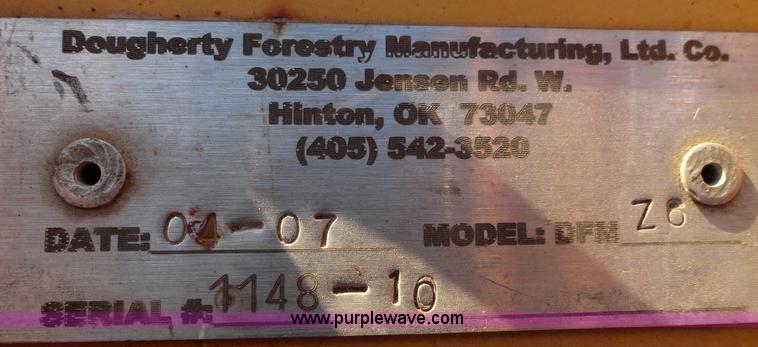 Dougherty Forestry Manufacturing, Ltd. Co.
30250 Jensen Rd. W.
Hinton, OK 73047
(405) 542-3520
DATE: 04-07 MODEL: DFM Z6
SERIAL #: 1148-10
www.purplewave.com